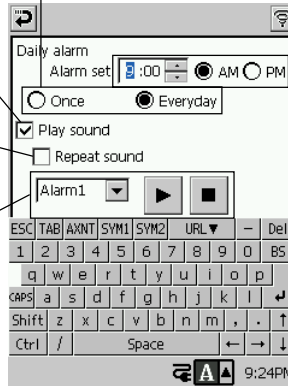 Daily alarm
Alarm set 9 :00 AM PM
Once Everyday
Play sound
Repeat sound
Alarm1
ESC TAB AXNT SYM1 SYM2 URL▼ − Del
1 2 3 4 5 6 7 8 9 0 BS
q w e r t y u i o p
CAPS a s d f g h j k l ↵
Shift z x c v b n m , . ↑
Ctrl / Space ← → ↓
A 9:24PM